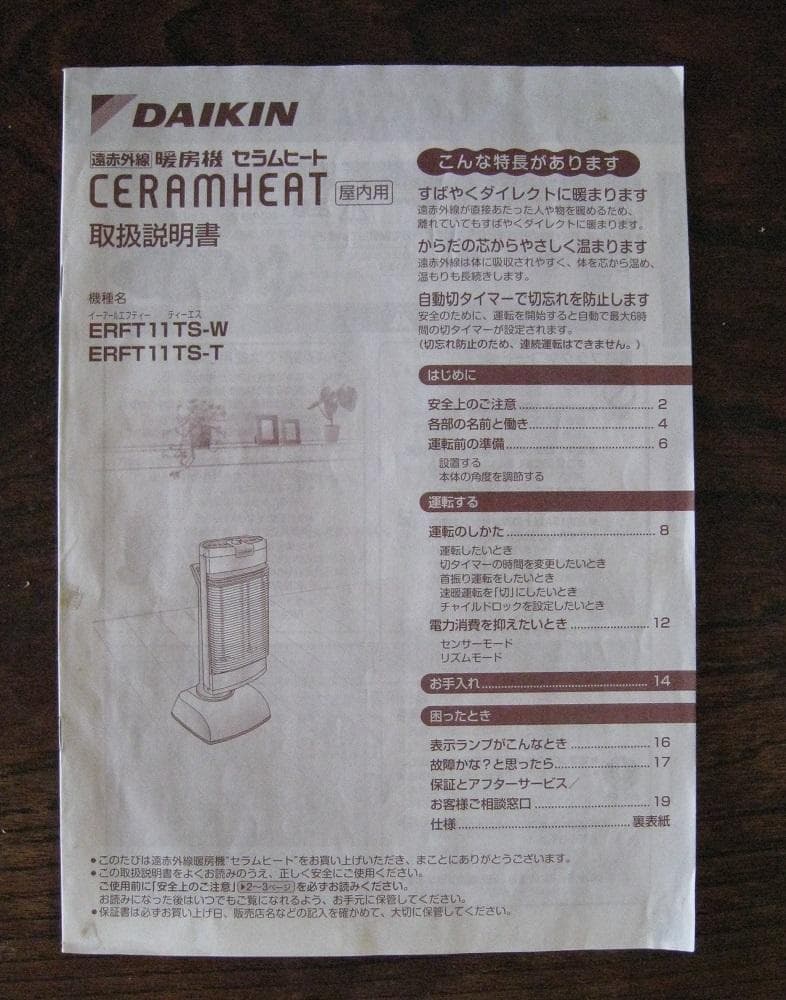 DAIKIN
遠赤外線 暖房機 セラムヒート
CERAMHEAT 屋内用
取扱説明書
機種名
イーアールエフティー ティーエス
ERFT11TS-W
ERFT11TS-T
こんな特長があります
すばやくダイレクトに暖まります
遠赤外線が直接あたった人や物を暖めるため、
離れていてもすばやくダイレクトに暖まります。
からだの芯からやさしく温まります
遠赤外線は体に吸収されやすく、体を芯から温め、
温もりも長続きします。
自動切タイマーで切忘れを防止します
安全のために、運転を開始すると自動で最大6時
間の切タイマーが設定されます。
(切忘れ防止のため、連続運転はできません。)
はじめに
安全上のご注意 2
各部の名前と働き 4
運転前の準備 6
設置する
本体の角度を調節する
運転する
運転のしかた 8
運転したいとき
切タイマーの時間を変更したいとき
首振り運転をしたいとき
速暖運転を「切」にしたいとき
チャイルドロックを設定したいとき
電力消費を抑えたいとき 12
センサーモード
リズムモード
お手入れ 14
困ったとき
表示ランプがこんなとき 16
故障かな?と思ったら 17
保証とアフターサービス/
お客様ご相談窓口 19
仕様 裏表紙
●このたびは遠赤外線暖房機"セラムヒート"をお買い上げいただき、まことにありがとうございます。
●この取扱説明書をよくお読みのうえ、正しく安全にご使用ください。
ご使用前に「安全上のご注意」(▶2~3ページ)を必ずお読みください。
お読みになった後はいつでもご覧になれるよう、お手元に保管してください。
●保証書は必ずお買い上げ日、販売店名などの記入を確かめて、大切に保管してください。